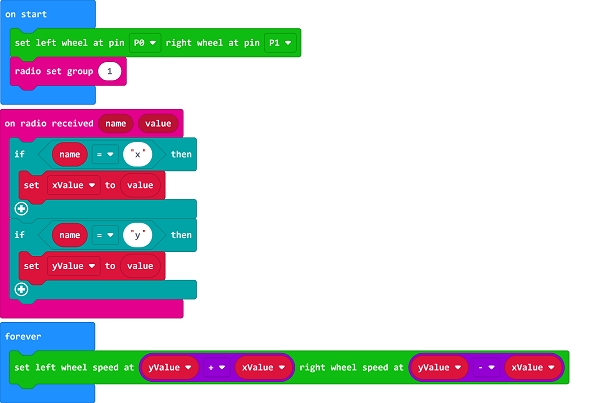 on start
set left wheel at pin P0 right wheel at pin P1
radio set group 1
on radio received name value
if name = "x" then
set xValue to value
if name = "y" then
set yValue to value
forever
set left wheel speed at yValue + xValue right wheel speed at yValue - xValue